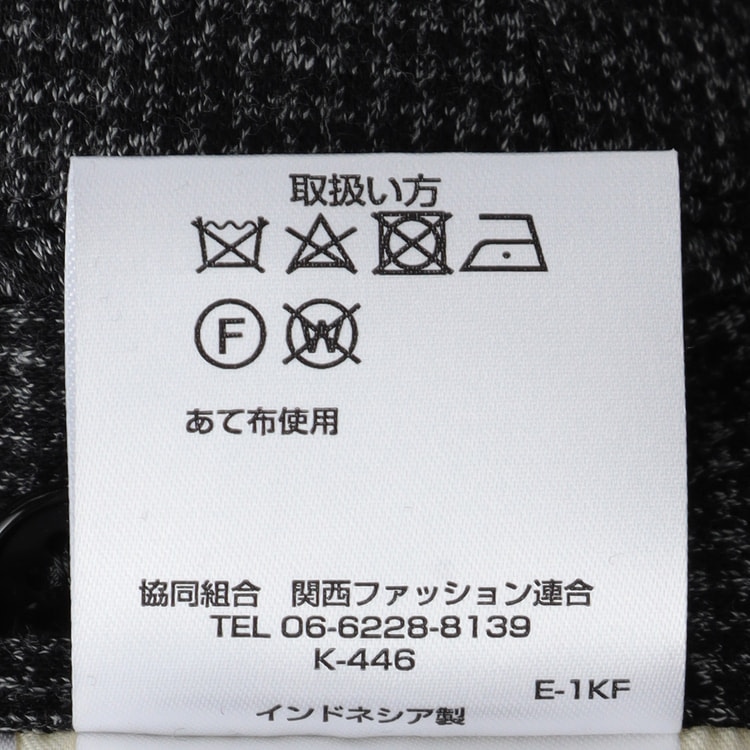 取扱い方
F W
あて布使用
協同組合 関西ファッション連合
TEL 06-6228-8139
K-446
E-1KF
インドネシア製